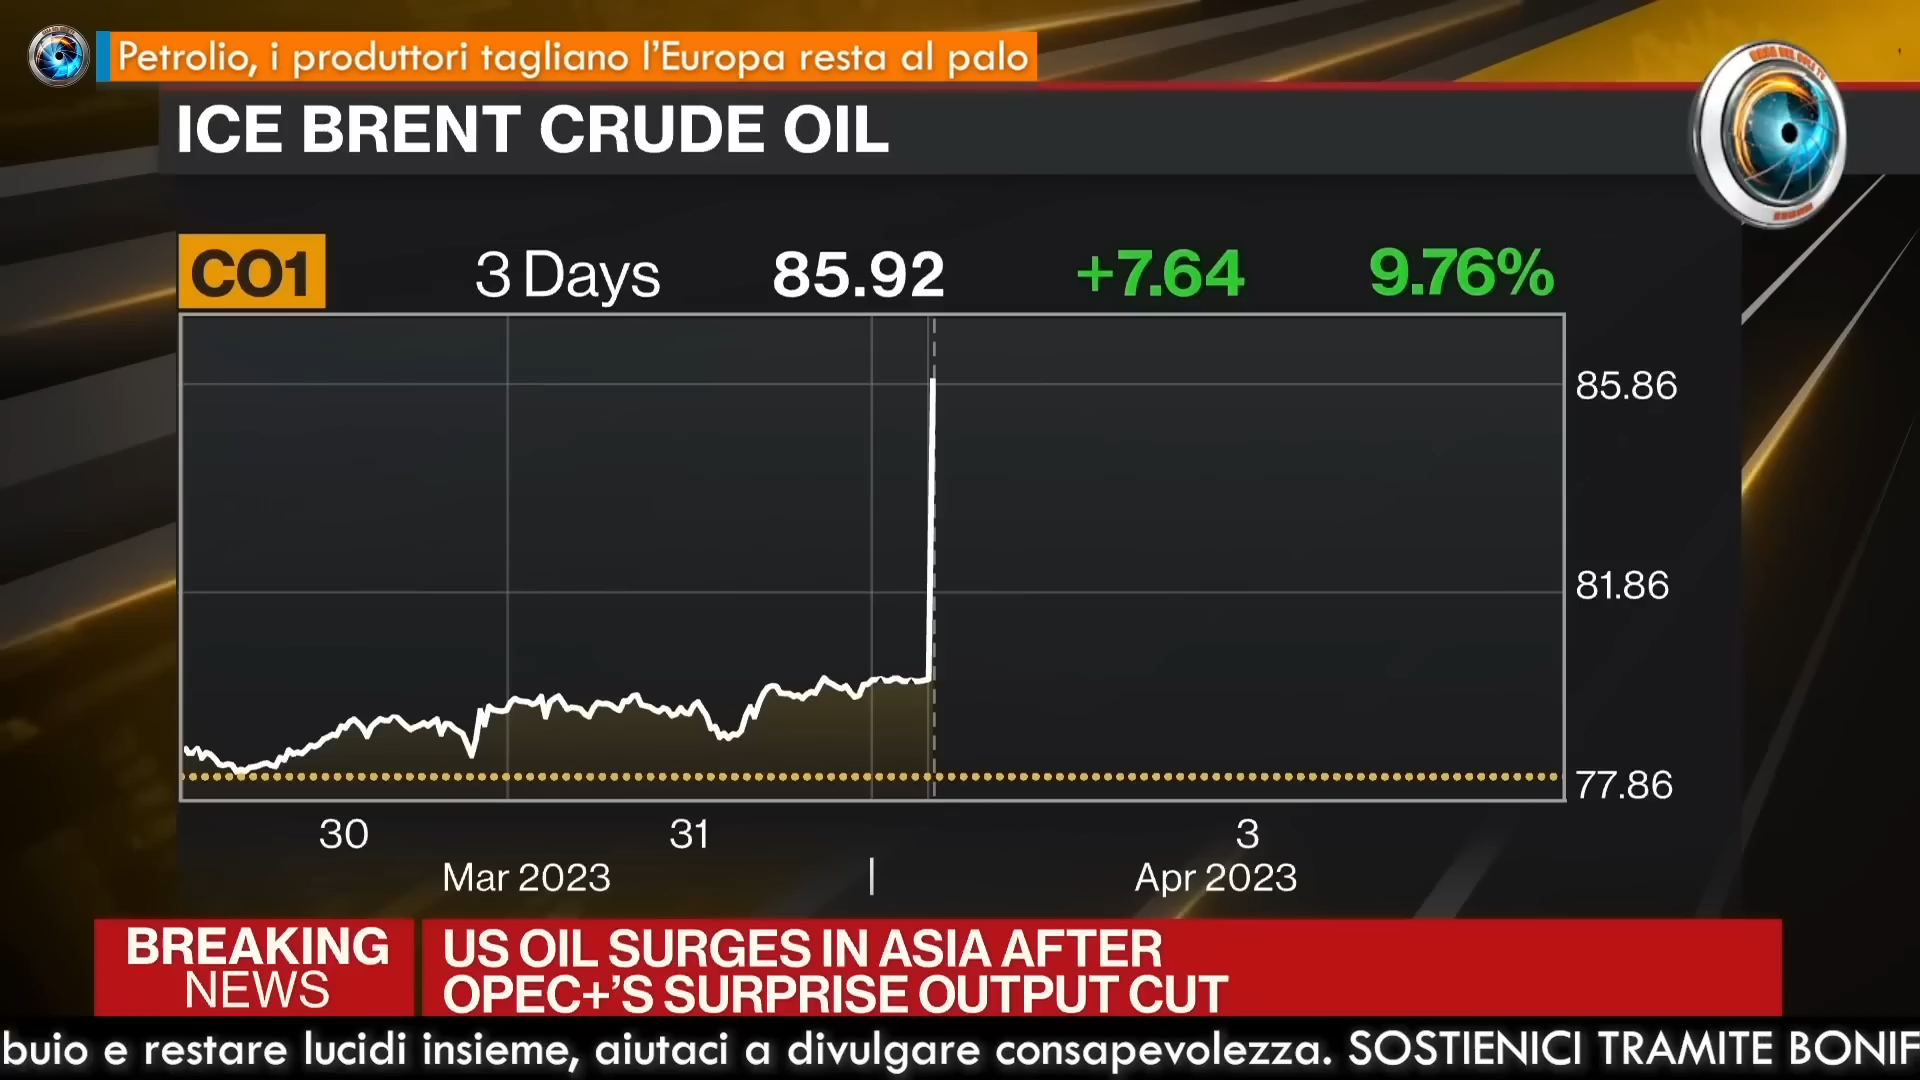 Petrolio, i produttori tagliano l'Europa resta al palo
ICE BRENT CRUDE OIL
CO1 3 Days 85.92 +7.64 9.76%
85.86
81.86
77.86
30 31 3
Mar 2023 | Apr 2023
BREAKING
NEWS
US OIL SURGES IN ASIA AFTER
OPEC+'S SURPRISE OUTPUT CUT
buio e restare lucidi insieme, aiutaci a divulgare consapevolezza. SOSTIENICI TRAMITE BONIF